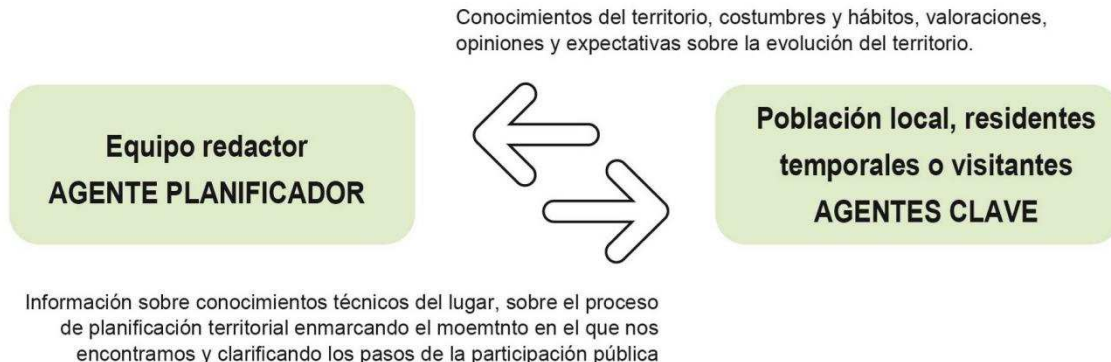 Conocimientos del territorio, costumbres y hábitos, valoraciones,
opiniones y expectativas sobre la evolución del territorio.
Equipo redactor
AGENTE PLANIFICADOR
Población local, residentes
temporales o visitantes
AGENTES CLAVE
Información sobre conocimientos técnicos del lugar, sobre el proceso
de planificación territorial enmarcando el moemtnto en el que nos
encontramos y clarificando los pasos de la participación pública